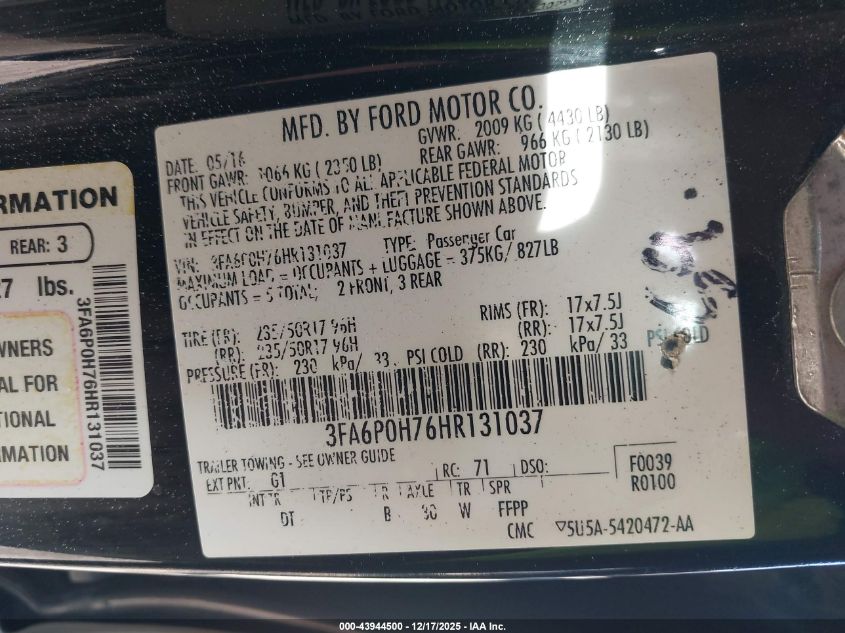 MFD. BY FORD MOTOR CO.
DATE: 05/16 GVWR: 2009 KG (4430 LB)
FRONT GAWR: 1066 KG (2350 LB) REAR GAWR: 966 KG (2130 LB)
THIS VEHICLE CONFORMS TO ALL APPLICABLE FEDERAL MOTOR
VEHICLE SAFETY, BUMPER, AND THEFT PREVENTION STANDARDS
IN EFFECT ON THE DATE OF MANUFACTURE SHOWN ABOVE.
VIN: 3FA6P0H76HR131037 TYPE: Passenger Car
MAXIMUM LOAD = OCCUPANTS + LUGGAGE = 375KG/ 827LB
OCCUPANTS = 5 TOTAL: 2 FRONT, 3 REAR
TIRE (FR): 235/50R17 96H RIMS (FR): 17x7.5J
(RR): 235/50R17 96H (RR): 17x7.5J
PRESSURE (FR): 230 kPa/ 33 PSI COLD (RR): 230 kPa/ 33 PSI COLD
3FA6P0H76HR131037
TRAILER TOWING - SEE OWNER GUIDE
EXT PNT: G1 RC: 71 DSO: F0039
R0100
INT TR TP/PS R AXLE TR SPR
DT B 90 W FFPP
CMC 5U5A-5420472-AA
RMATION
REAR: 3
7 lbs.
3FA6P0H76HR131037
WNERS
AL FOR
TIONAL
RMATION
000-43944500 - 12/17/2025 - IAA Inc.